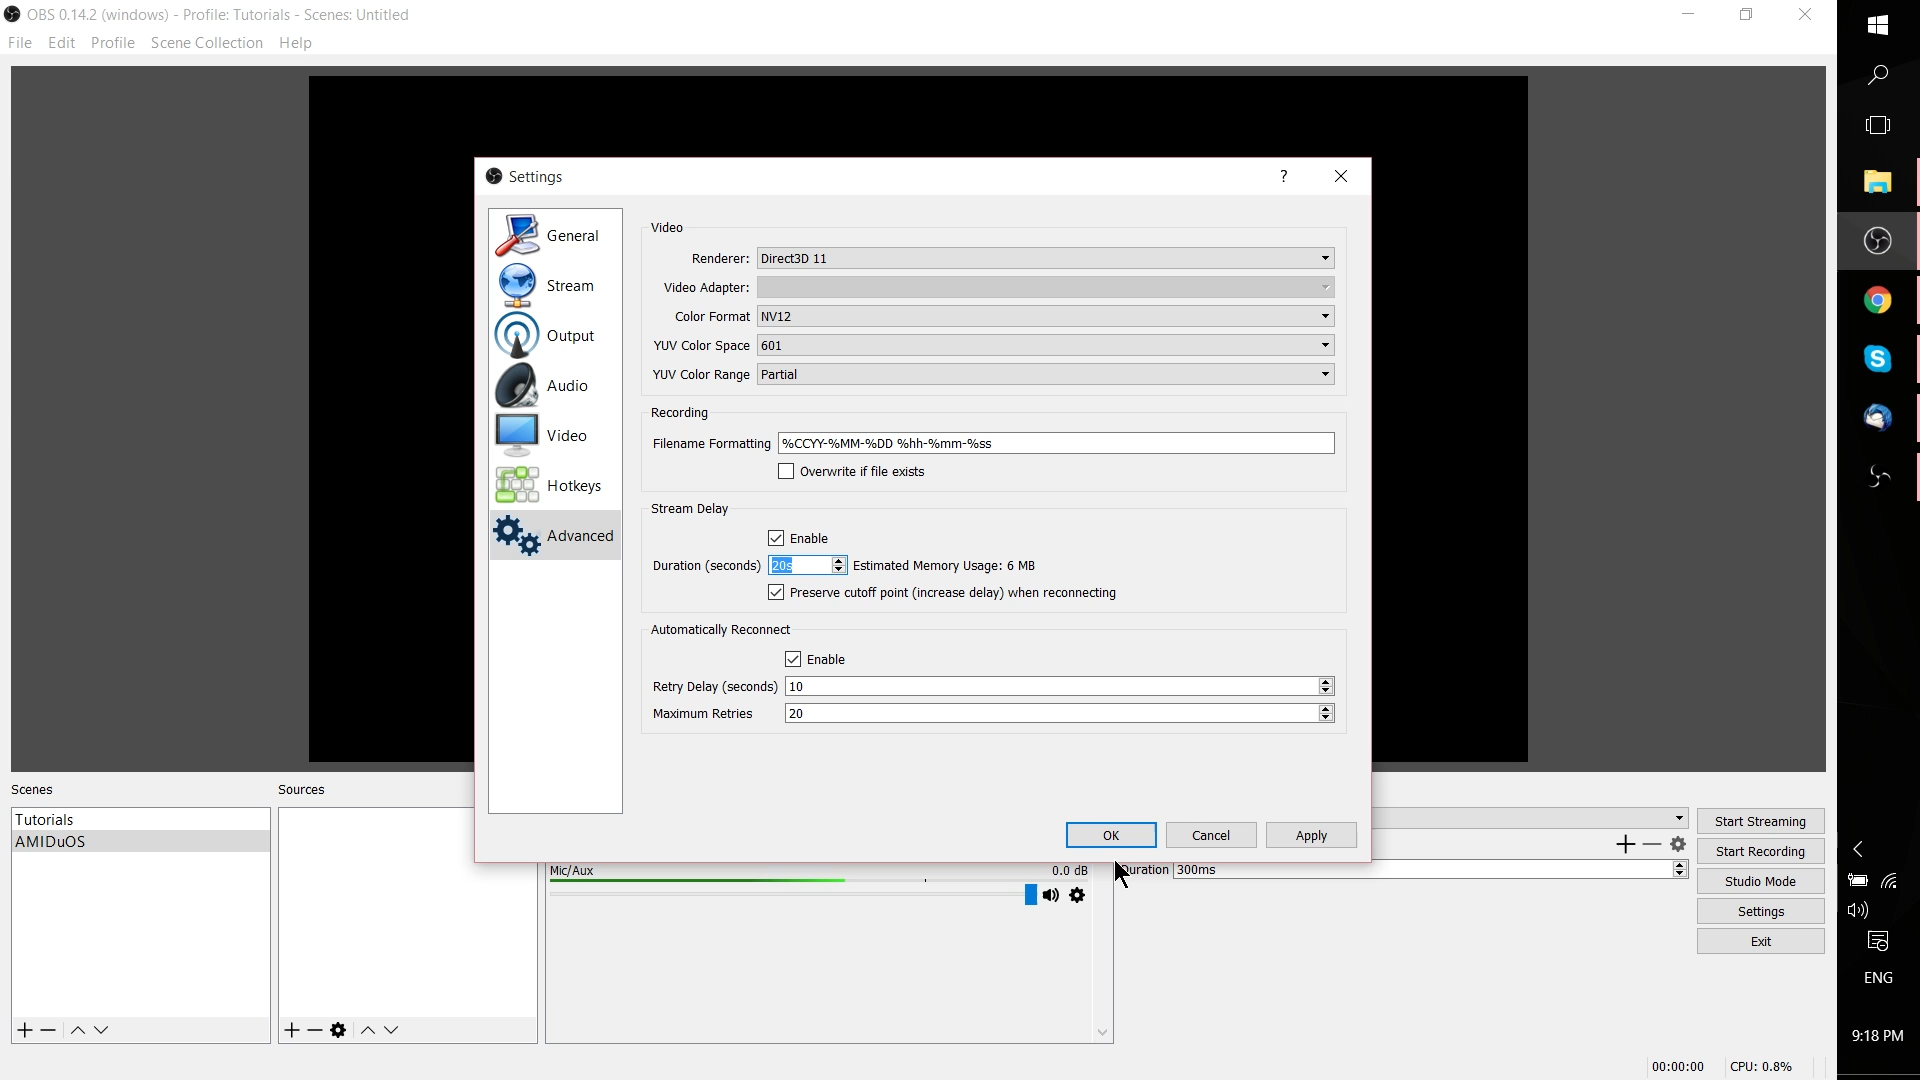 OBS 0.14.2 (windows) - Profile: Tutorials - Scenes: Untitled
File Edit Profile Scene Collection Help
Settings
?
General
Stream
Output
Audio
Video
Hotkeys
Advanced
Video
Renderer: Direct3D 11
Video Adapter:
Color Format NV12
YUV Color Space 601
YUV Color Range Partial
Recording
Filename Formatting %CCYY-%MM-%DD %hh-%mm-%ss
Overwrite if file exists
Stream Delay
Enable
Duration (seconds) 20s Estimated Memory Usage: 6 MB
Preserve cutoff point (increase delay) when reconnecting
Automatically Reconnect
Enable
Retry Delay (seconds) 10
Maximum Retries 20
OK Cancel Apply
Scenes
Tutorials
AMIDuOS
Sources
Mic/Aux 0.0 dB
Duration 300ms
Start Streaming
Start Recording
Studio Mode
Settings
Exit
00:00:00 CPU: 0.8%
ENG
9:18 PM